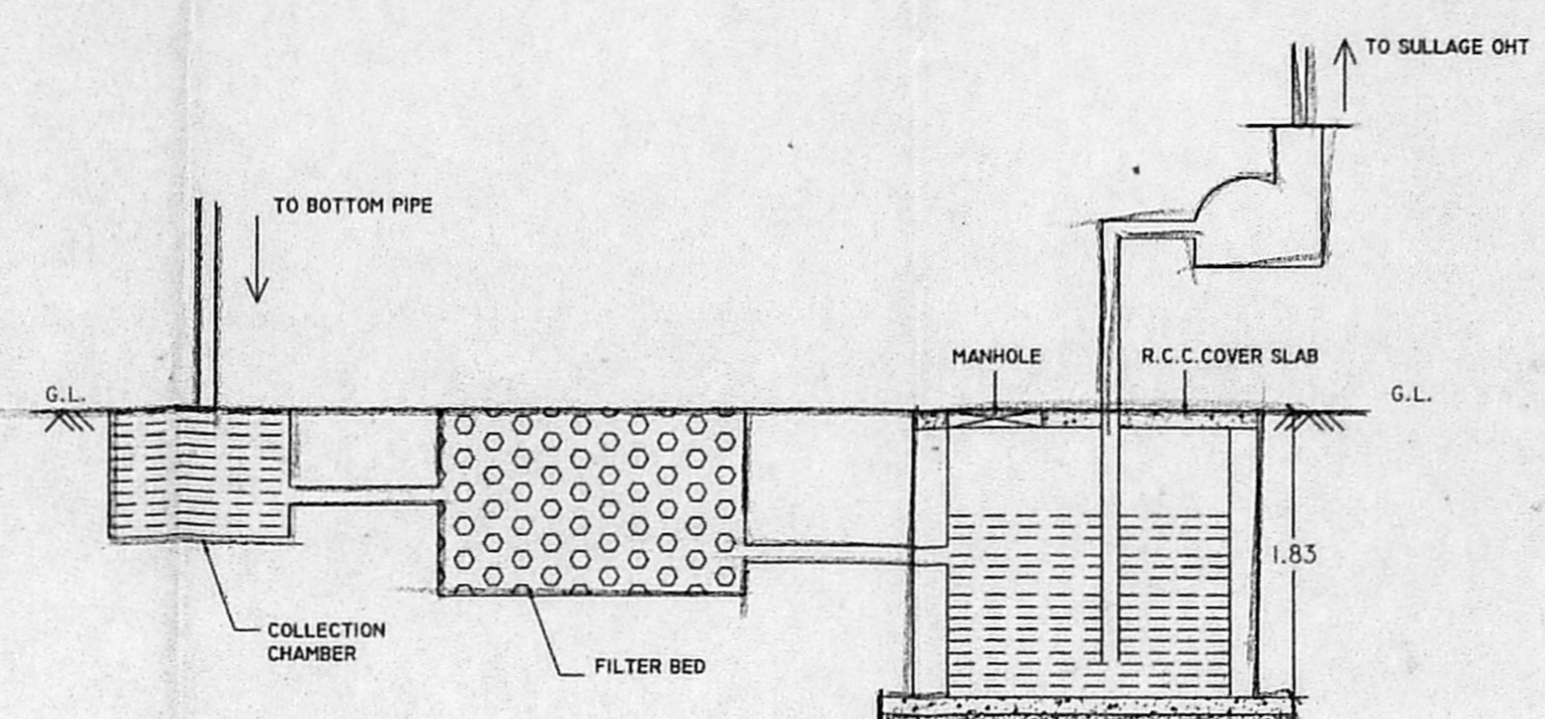 TO SULLAGE OHT
TO BOTTOM PIPE
MANHOLE
R.C.C.COVER SLAB
G.L.
G.L.
1.83
COLLECTION
CHAMBER
FILTER BED